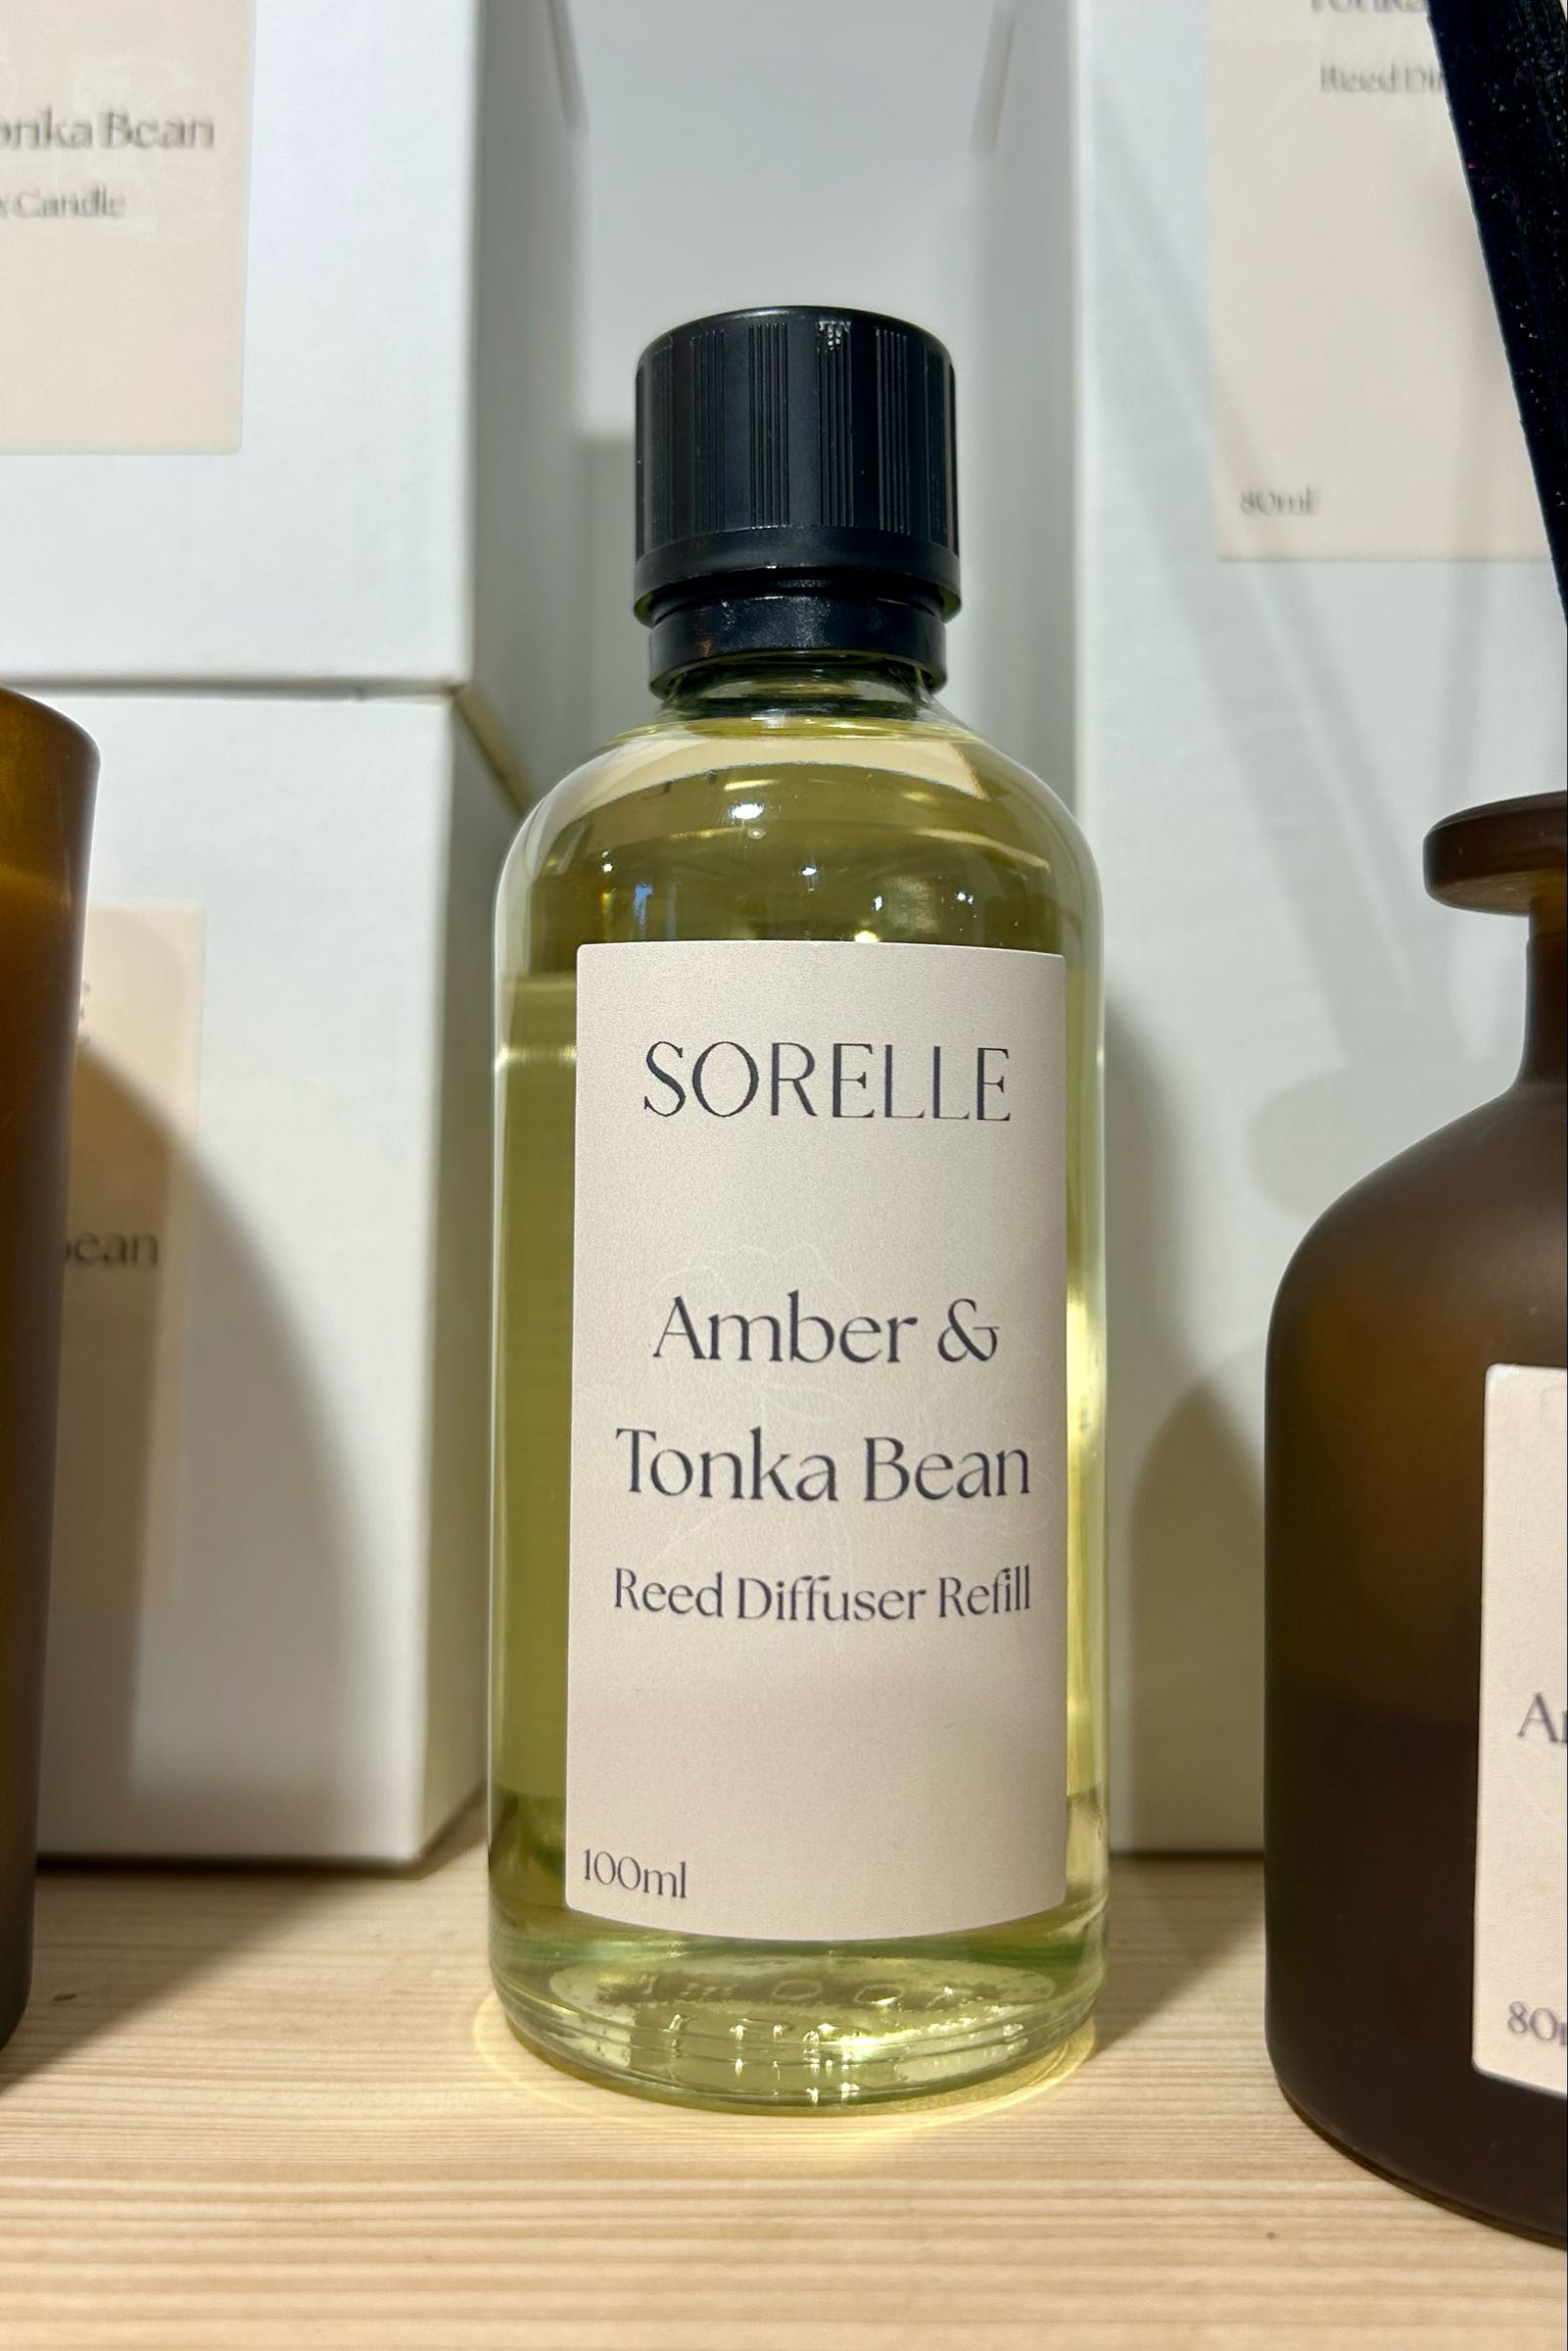 onka Bean
Candle
Reed Di
80ml
SORELLE
Amber &
Tonka Bean
Reed Diffuser Refill
100ml
ean
A
80